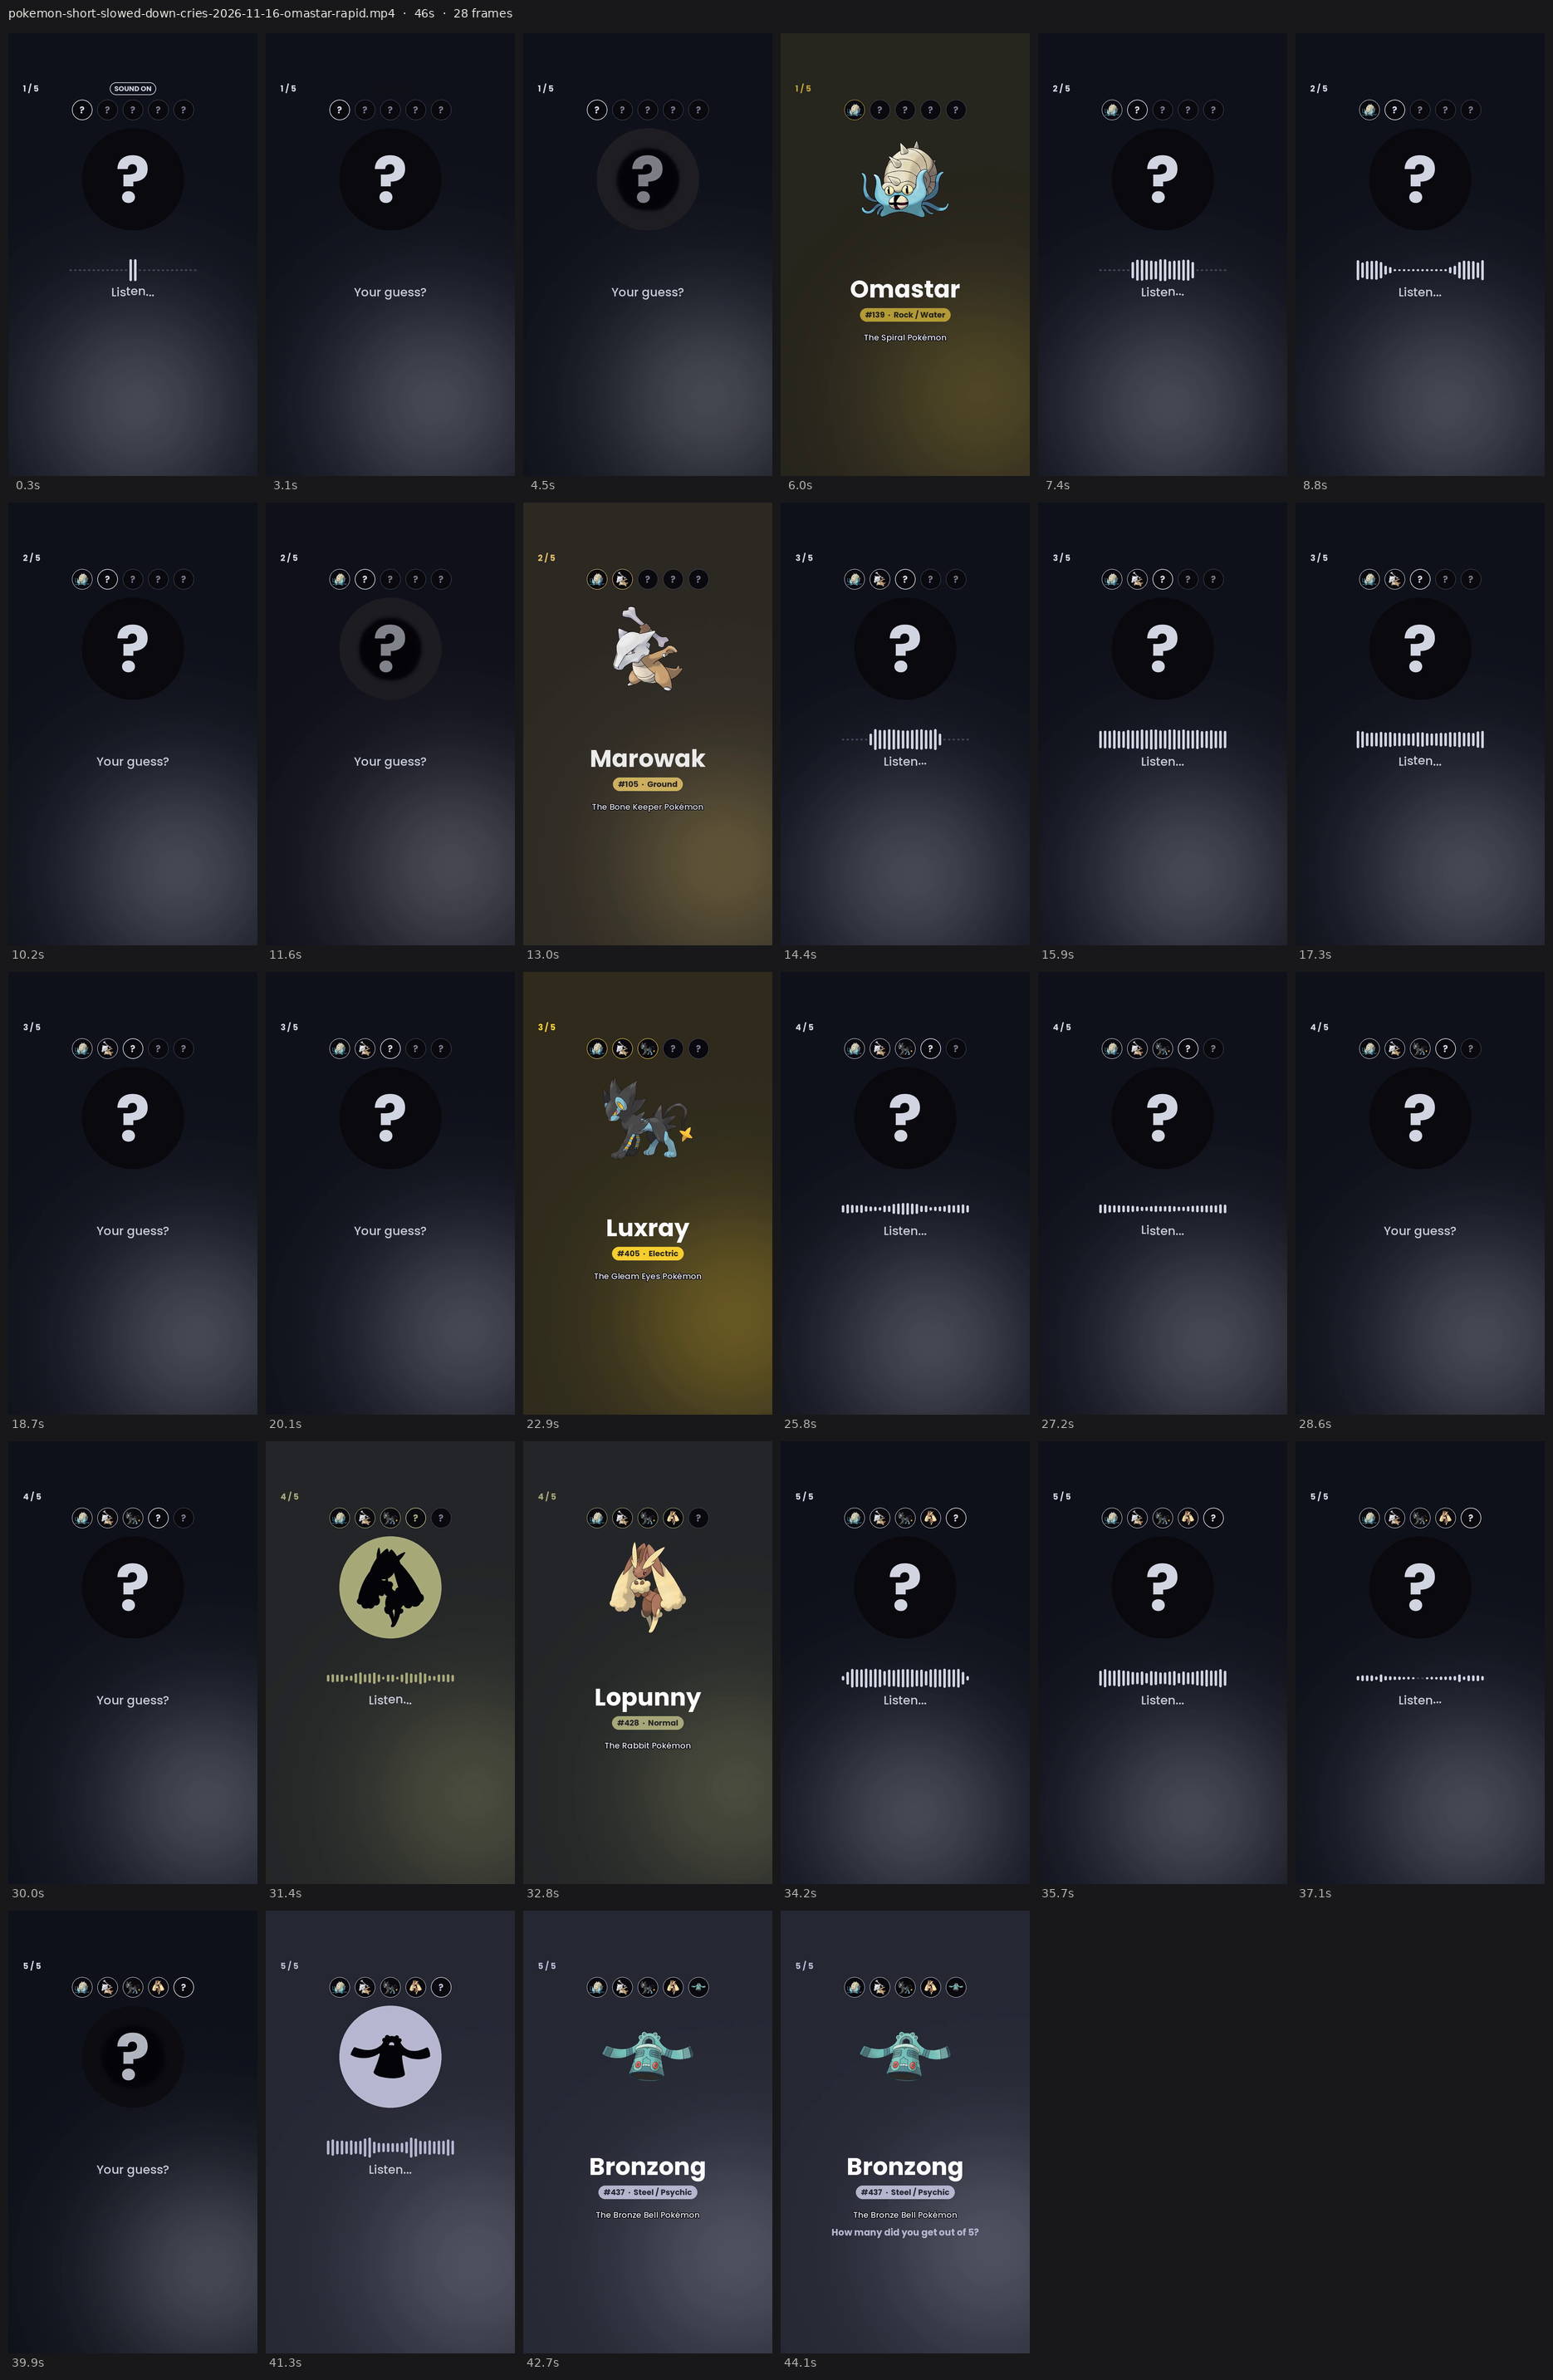 pokemon-short-slowed-down-cries-2026-11-16-omastar-rapid.mp4 · 46s · 28 frames
1 / 5
SOUND ON
? ? ? ? ?
?
Listen...
0.3s
1 / 5
? ? ? ? ?
?
Your guess?
3.1s
1 / 5
? ? ? ? ?
?
Your guess?
4.5s
1 / 5
? ? ? ?
Omastar
#139 · Rock / Water
The Spiral Pokémon
6.0s
2 / 5
? ? ? ?
?
Listen...
7.4s
2 / 5
? ? ? ?
?
Listen...
8.8s
2 / 5
? ? ? ?
?
Your guess?
10.2s
2 / 5
? ? ? ?
?
Your guess?
11.6s
2 / 5
? ? ?
Marowak
#105 · Ground
The Bone Keeper Pokémon
13.0s
3 / 5
? ? ?
?
Listen...
14.4s
3 / 5
? ? ?
?
Listen...
15.9s
3 / 5
? ? ?
?
Listen...
17.3s
3 / 5
? ? ?
?
Your guess?
18.7s
3 / 5
? ? ?
?
Your guess?
20.1s
3 / 5
? ?
Luxray
#405 · Electric
The Gleam Eyes Pokémon
22.9s
4 / 5
? ?
?
Listen...
25.8s
4 / 5
? ?
?
Listen...
27.2s
4 / 5
? ?
?
Your guess?
28.6s
4 / 5
? ?
?
Your guess?
30.0s
4 / 5
? ?
Listen...
31.4s
4 / 5
?
Lopunny
#428 · Normal
The Rabbit Pokémon
32.8s
5 / 5
?
?
Listen...
34.2s
5 / 5
?
?
Listen...
35.7s
5 / 5
?
?
Listen...
37.1s
5 / 5
?
?
Your guess?
39.9s
5 / 5
?
Listen...
41.3s
5 / 5
Bronzong
#437 · Steel / Psychic
The Bronze Bell Pokémon
42.7s
5 / 5
Bronzong
#437 · Steel / Psychic
The Bronze Bell Pokémon
How many did you get out of 5?
44.1s